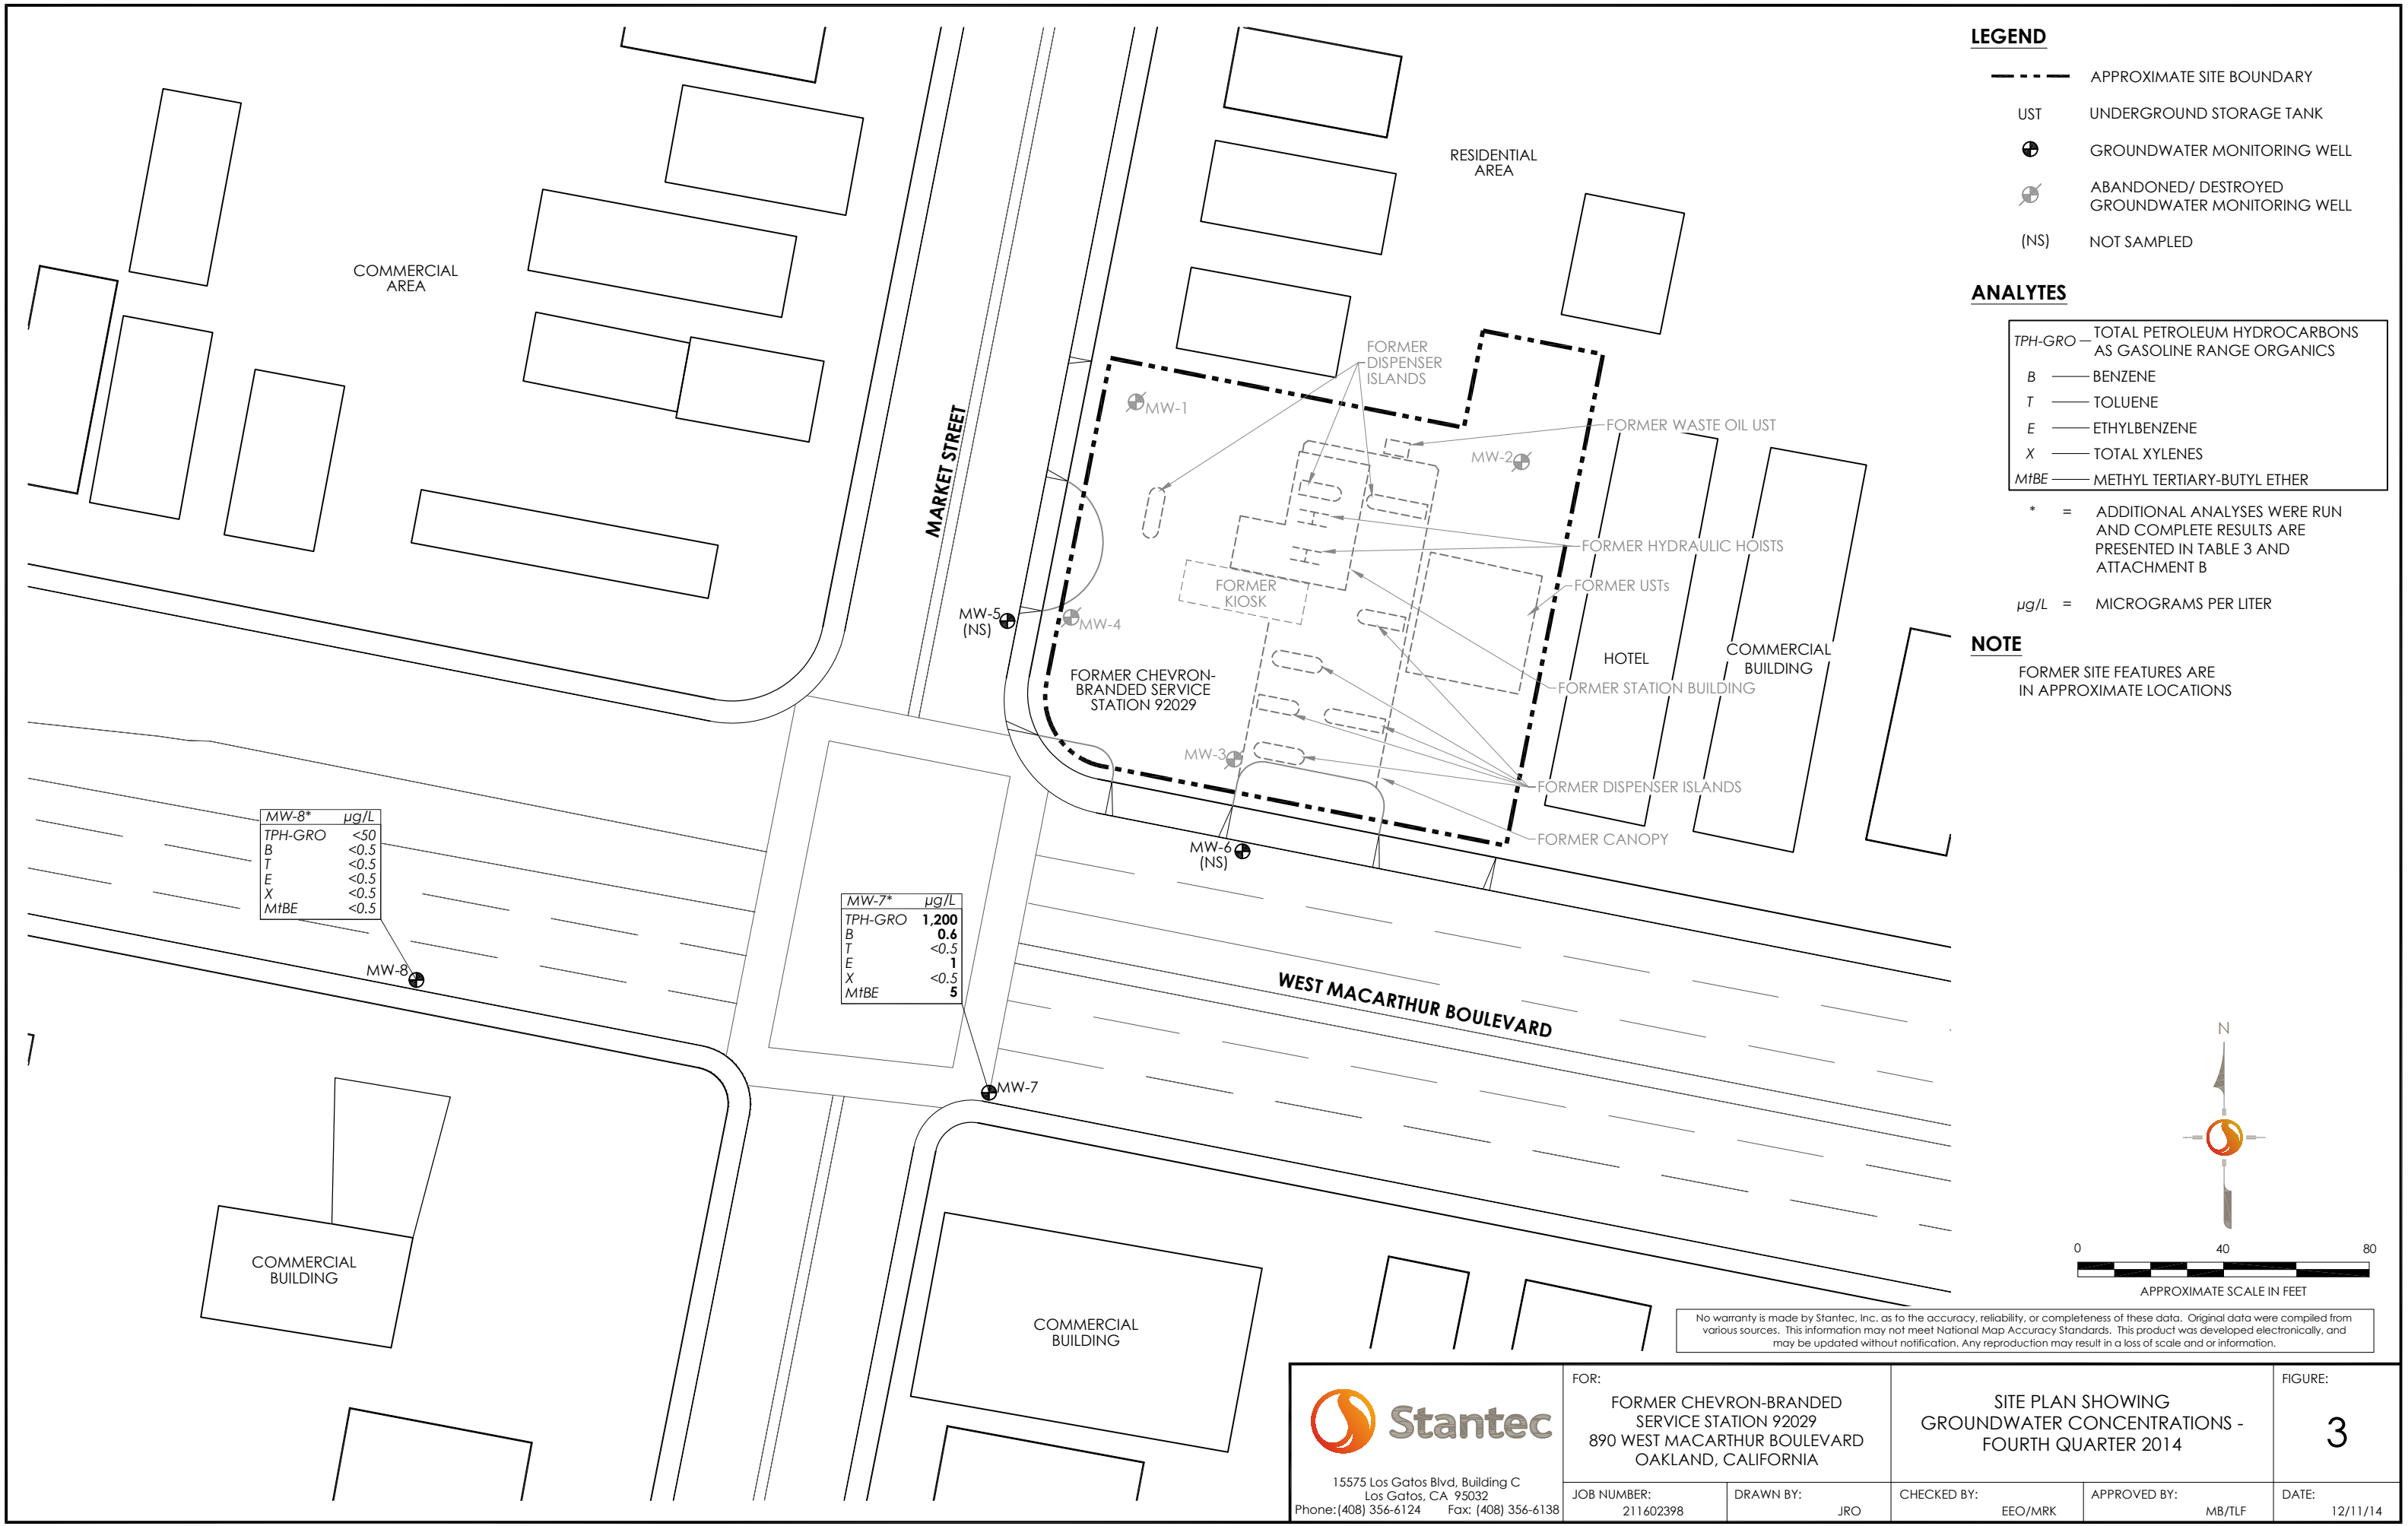 LEGEND
APPROXIMATE SITE BOUNDARY
UST UNDERGROUND STORAGE TANK
GROUNDWATER MONITORING WELL
ABANDONED/ DESTROYED
GROUNDWATER MONITORING WELL
(NS) NOT SAMPLED
ANALYTES
TPH-GRO TOTAL PETROLEUM HYDROCARBONS
AS GASOLINE RANGE ORGANICS
B BENZENE
T TOLUENE
E ETHYLBENZENE
X TOTAL XYLENES
MtBE METHYL TERTIARY-BUTYL ETHER
* = ADDITIONAL ANALYSES WERE RUN
AND COMPLETE RESULTS ARE
PRESENTED IN TABLE 3 AND
ATTACHMENT B
µg/L = MICROGRAMS PER LITER
NOTE
FORMER SITE FEATURES ARE
IN APPROXIMATE LOCATIONS
RESIDENTIAL
AREA
COMMERCIAL
AREA
MARKET STREET
FORMER
DISPENSER
ISLANDS
MW-1
FORMER WASTE OIL UST
MW-2
FORMER HYDRAULIC HOISTS
FORMER
KIOSK
FORMER USTs
MW-5
(NS)
MW-4
HOTEL
COMMERCIAL
BUILDING
FORMER CHEVRON-
BRANDED SERVICE
STATION 92029
FORMER STATION BUILDING
MW-3
FORMER DISPENSER ISLANDS
FORMER CANOPY
MW-6
(NS)
MW-8* µg/L
TPH-GRO <50
B <0.5
T <0.5
E <0.5
X <0.5
MtBE <0.5
MW-8
MW-7* µg/L
TPH-GRO 1,200
B 0.6
T <0.5
E 1
X <0.5
MtBE 5
MW-7
WEST MACARTHUR BOULEVARD
COMMERCIAL
BUILDING
COMMERCIAL
BUILDING
N
0 40 80
APPROXIMATE SCALE IN FEET
No warranty is made by Stantec, Inc. as to the accuracy, reliability, or completeness of these data. Original data were compiled from
various sources. This information may not meet National Map Accuracy Standards. This product was developed electronically, and
may be updated without notification. Any reproduction may result in a loss of scale and or information.
Stantec
15575 Los Gatos Blvd, Building C
Los Gatos, CA 95032
Phone:(408) 356-6124 Fax: (408) 356-6138
FOR:
FORMER CHEVRON-BRANDED
SERVICE STATION 92029
890 WEST MACARTHUR BOULEVARD
OAKLAND, CALIFORNIA
SITE PLAN SHOWING
GROUNDWATER CONCENTRATIONS -
FOURTH QUARTER 2014
FIGURE:
3
JOB NUMBER:
211602398
DRAWN BY:
JRO
CHECKED BY:
EEO/MRK
APPROVED BY:
MB/TLF
DATE:
12/11/14